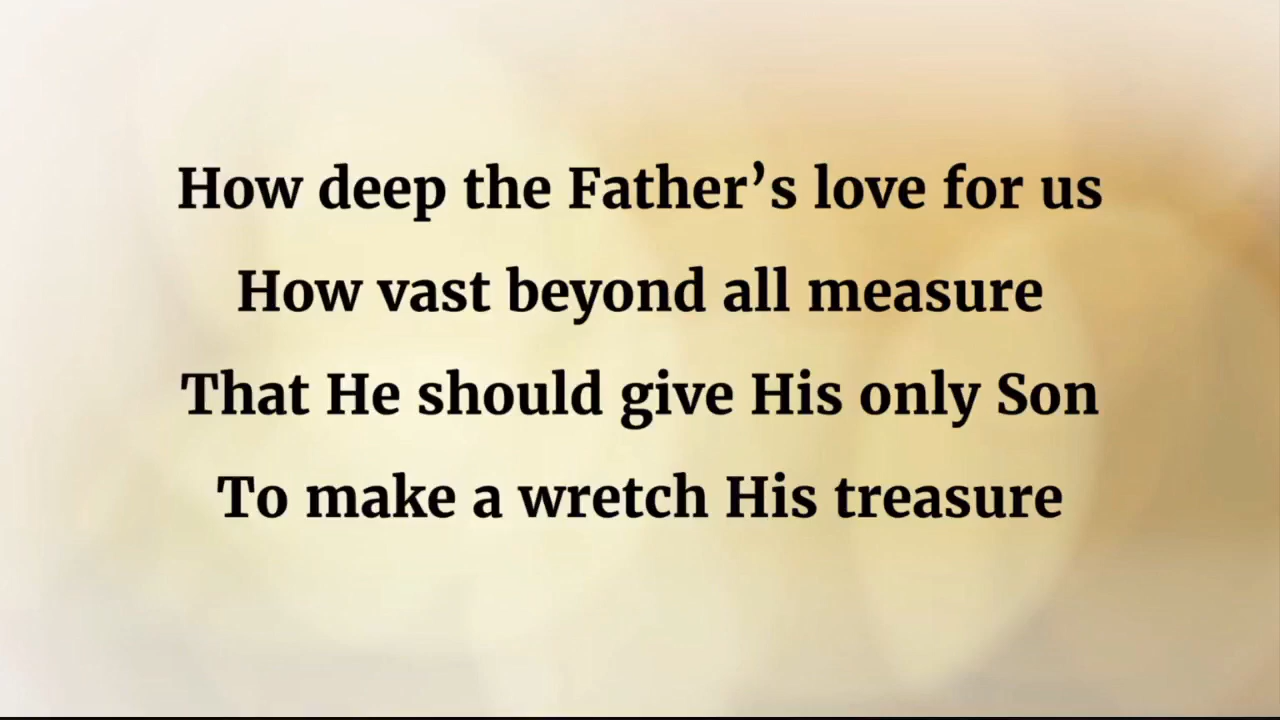 How deep the Father’s love for us
How vast beyond all measure
That He should give His only Son
To make a wretch His treasure